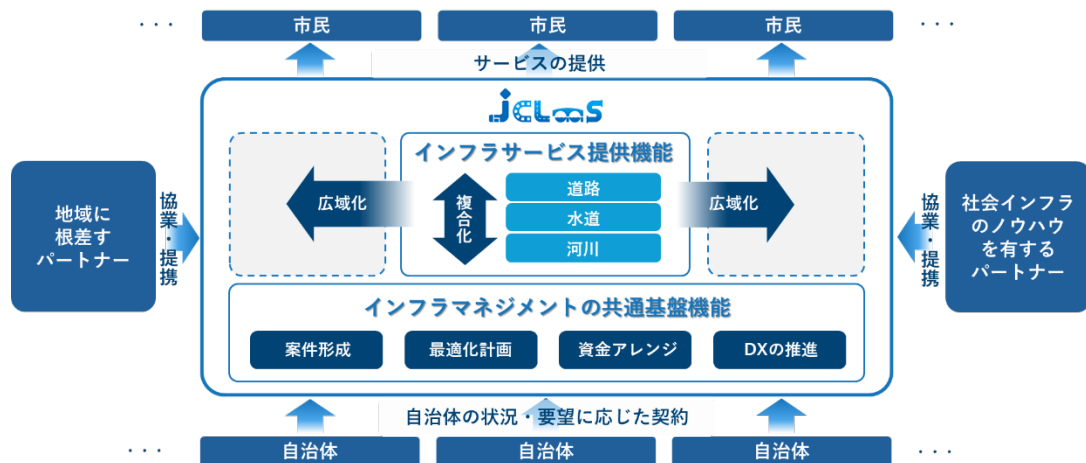 ・・・ 市民 市民 市民 ・・・
サービスの提供
JCLaaS
インフラサービス提供機能
広域化
複合化
道路
水道
河川
広域化
地域に
根差す
パートナー
協業・提携
協業・提携
社会インフラ
のノウハウ
を有する
パートナー
インフラマネジメントの共通基盤機能
案件形成 最適化計画 資金アレンジ DXの推進
自治体の状況・要望に応じた契約
・・・ 自治体 自治体 自治体 ・・・